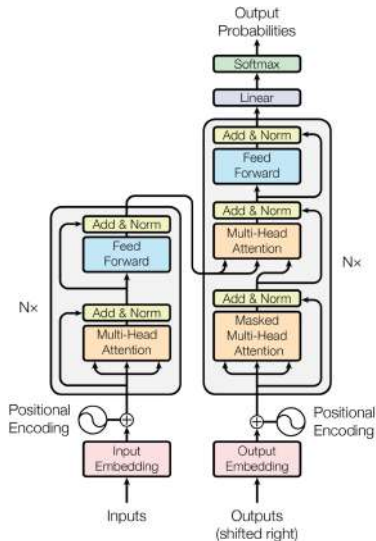 Output
Probabilities
Softmax
Linear
Add & Norm
Feed
Forward
Add & Norm
Multi-Head
Attention
Add & Norm
Masked
Multi-Head
Attention
Nx
Add & Norm
Feed
Forward
Add & Norm
Multi-Head
Attention
Nx
Positional
Encoding
Positional
Encoding
Input
Embedding
Output
Embedding
Inputs
Outputs
(shifted right)